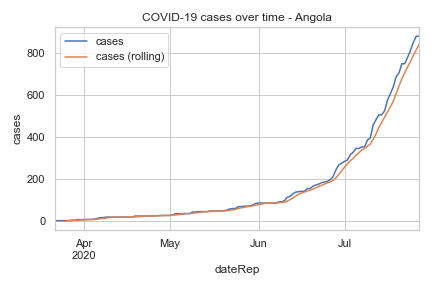 COVID-19 cases over time - Angola
cases
cases (rolling)
800
600
400
200
0
cases
Apr
2020
May
Jun
Jul
dateRep